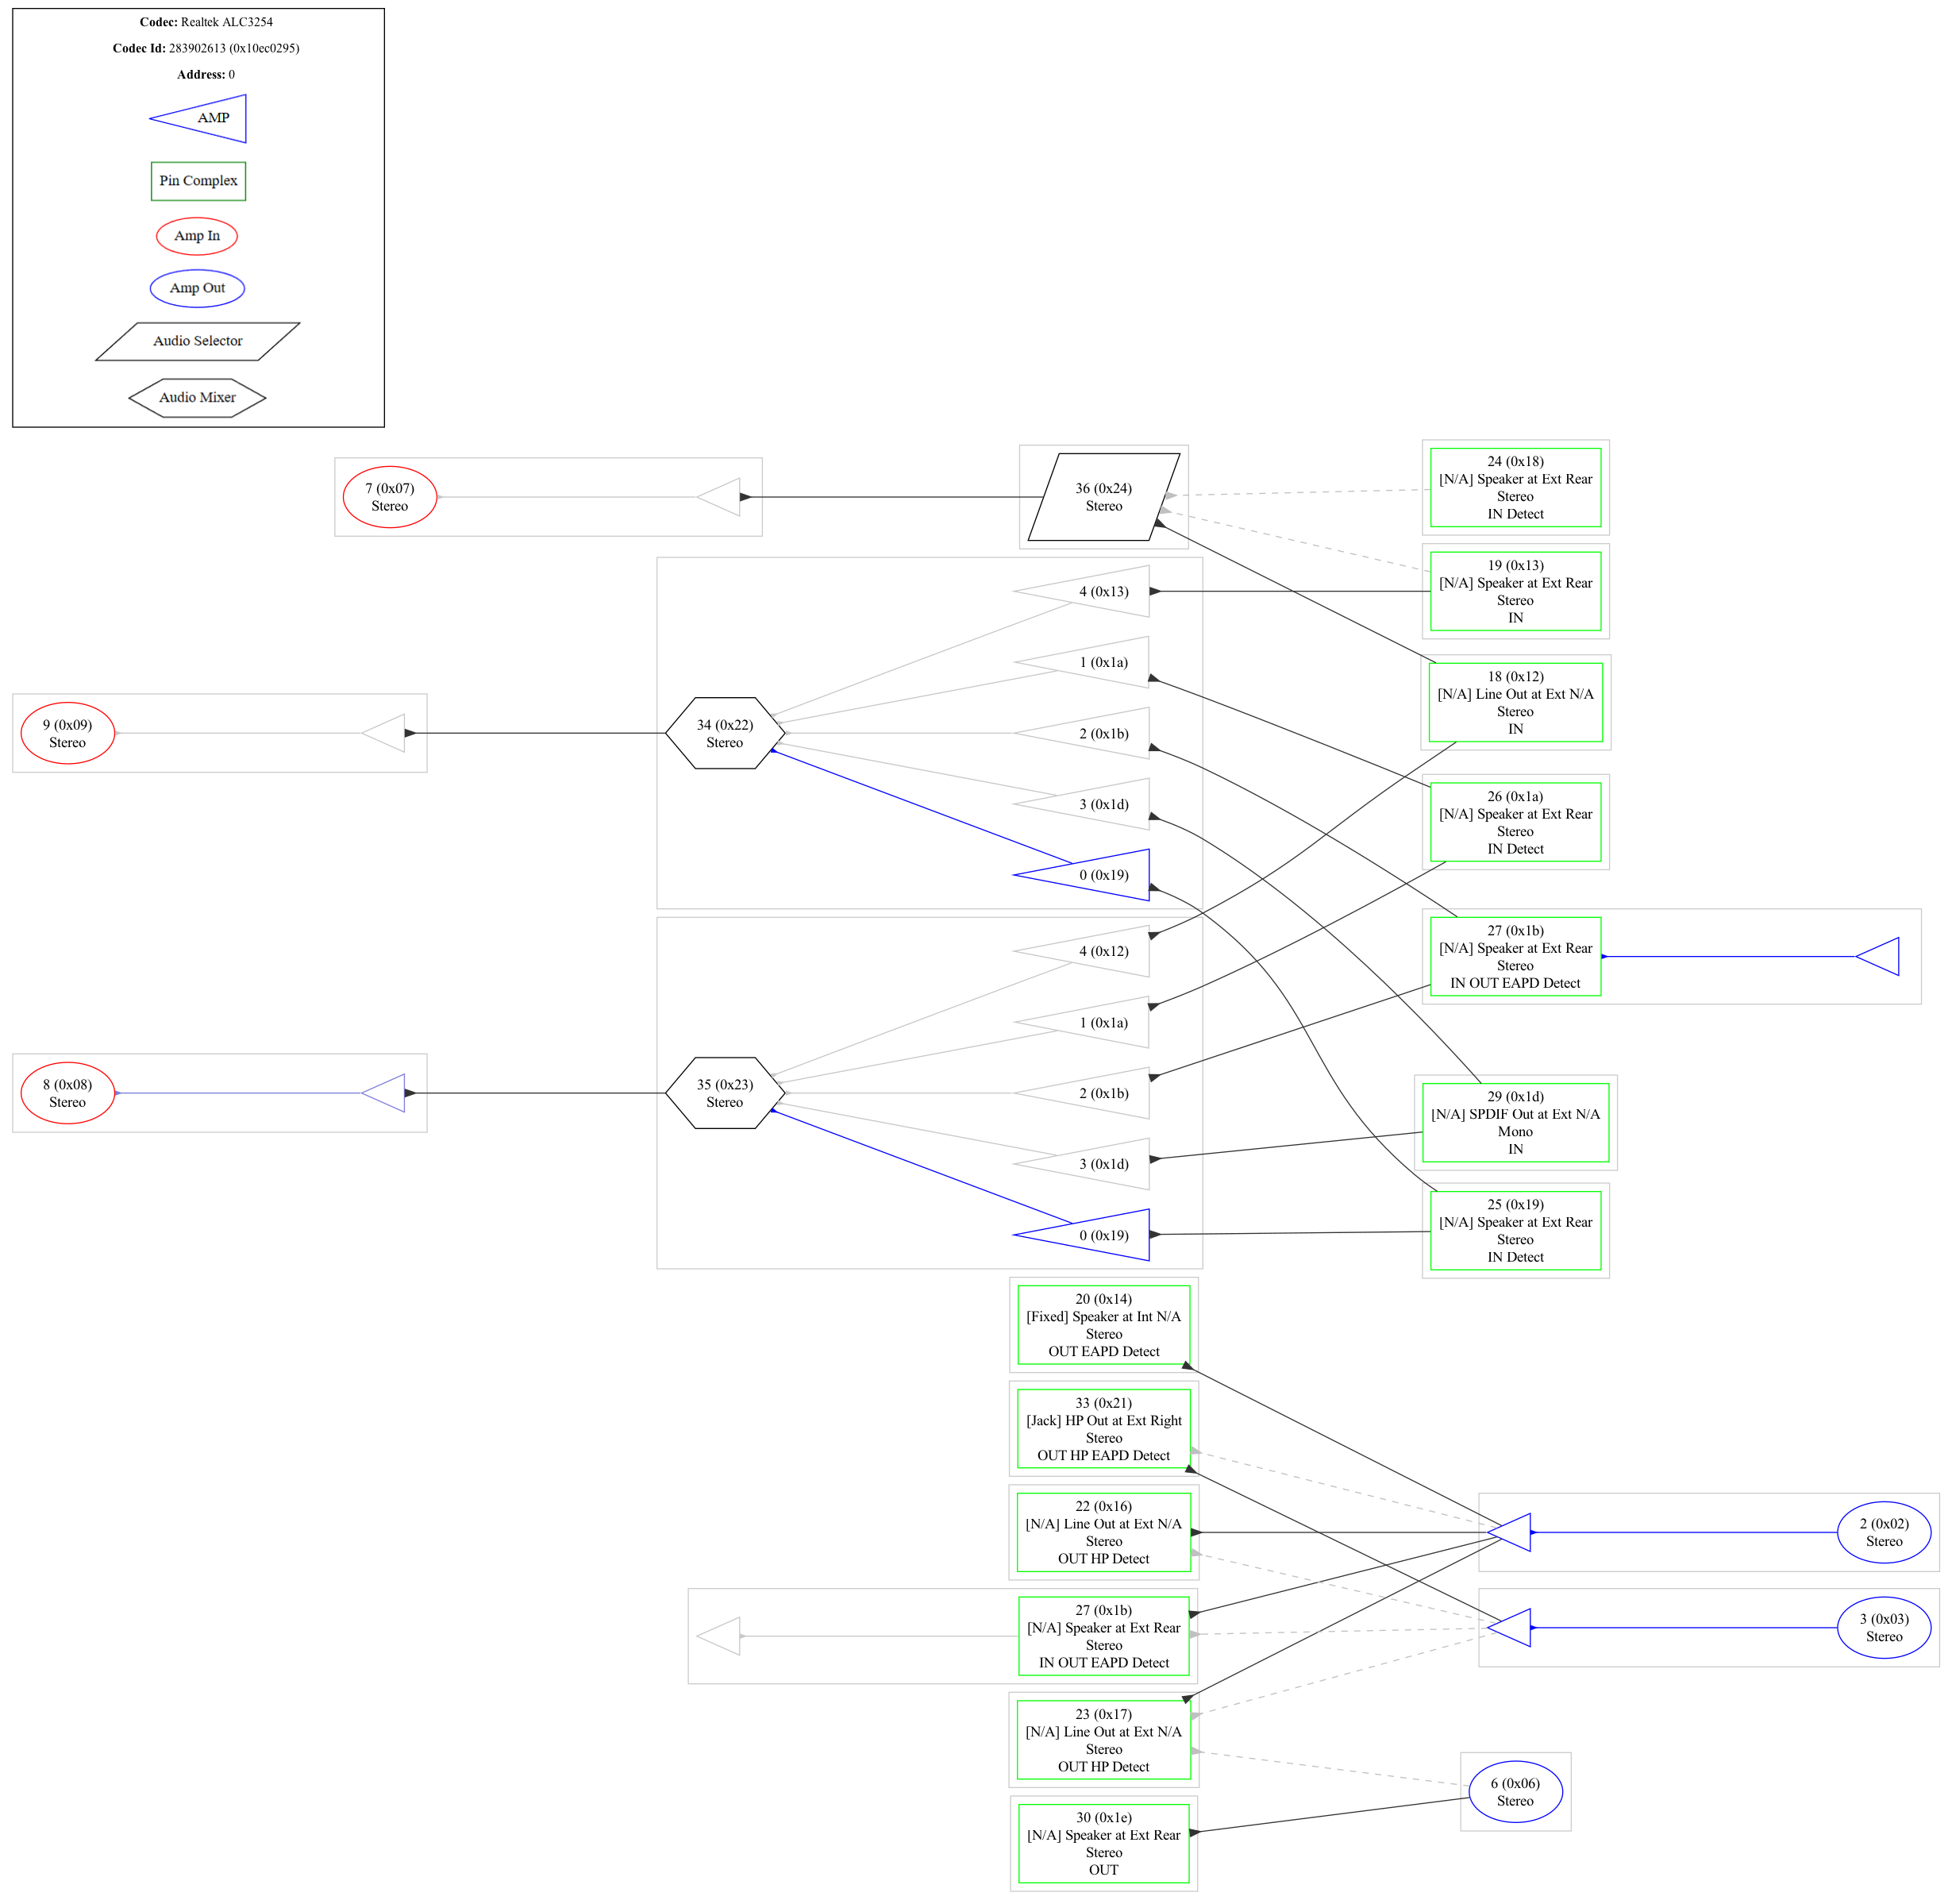 Codec: Realtek ALC3254
Codec Id: 283902613 (0x10ec0295)
Address: 0
AMP
Pin Complex
Amp In
Amp Out
Audio Selector
Audio Mixer
7 (0x07)
Stereo
36 (0x24)
Stereo
24 (0x18)
[N/A] Speaker at Ext Rear
Stereo
IN Detect
19 (0x13)
[N/A] Speaker at Ext Rear
Stereo
IN
18 (0x12)
[N/A] Line Out at Ext N/A
Stereo
IN
26 (0x1a)
[N/A] Speaker at Ext Rear
Stereo
IN Detect
9 (0x09)
Stereo
34 (0x22)
Stereo
4 (0x13)
1 (0x1a)
2 (0x1b)
3 (0x1d)
0 (0x19)
27 (0x1b)
[N/A] Speaker at Ext Rear
Stereo
IN OUT EAPD Detect
8 (0x08)
Stereo
35 (0x23)
Stereo
4 (0x12)
1 (0x1a)
2 (0x1b)
3 (0x1d)
0 (0x19)
29 (0x1d)
[N/A] SPDIF Out at Ext N/A
Mono
IN
25 (0x19)
[N/A] Speaker at Ext Rear
Stereo
IN Detect
20 (0x14)
[Fixed] Speaker at Int N/A
Stereo
OUT EAPD Detect
33 (0x21)
[Jack] HP Out at Ext Right
Stereo
OUT HP EAPD Detect
22 (0x16)
[N/A] Line Out at Ext N/A
Stereo
OUT HP Detect
2 (0x02)
Stereo
27 (0x1b)
[N/A] Speaker at Ext Rear
Stereo
IN OUT EAPD Detect
3 (0x03)
Stereo
23 (0x17)
[N/A] Line Out at Ext N/A
Stereo
OUT HP Detect
6 (0x06)
Stereo
30 (0x1e)
[N/A] Speaker at Ext Rear
Stereo
OUT